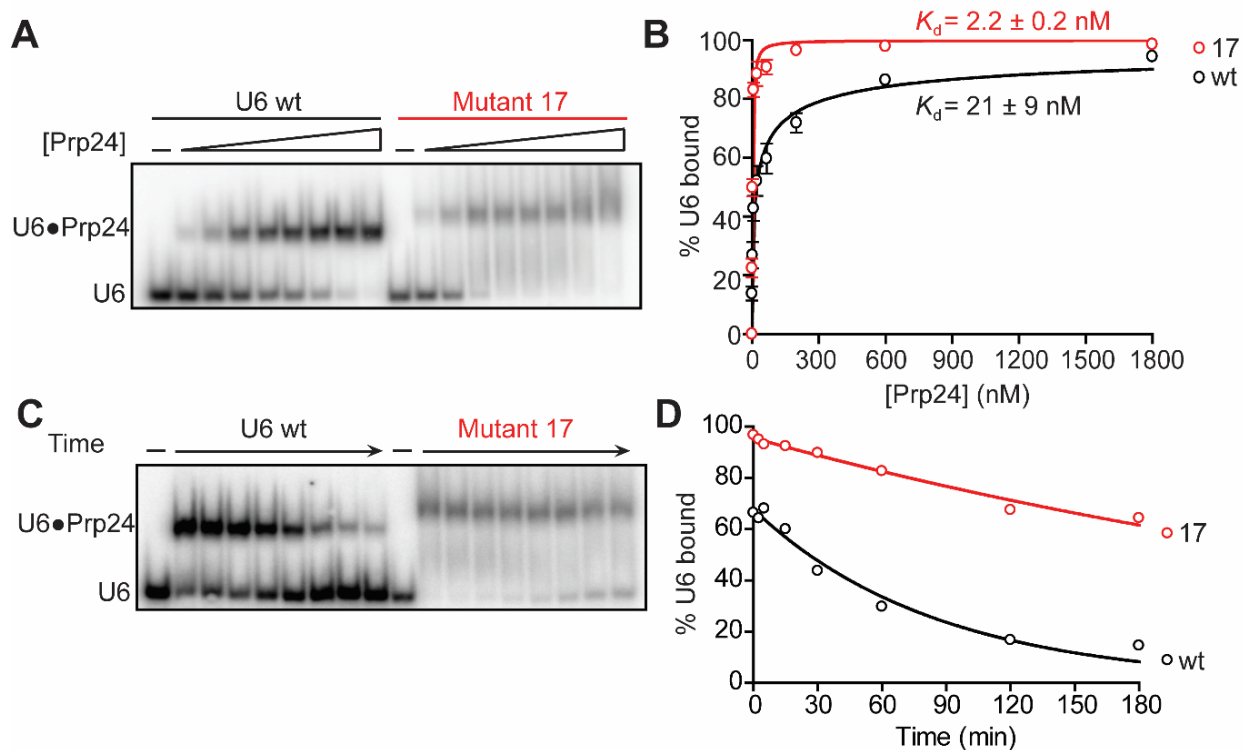 A
U6 wt
Mutant 17
[Prp24]
U6●Prp24
U6
B
Kd = 2.2 ± 0.2 nM
17
wt
Kd = 21 ± 9 nM
% U6 bound
100
80
60
40
20
0
0 300 600 900 1200 1500 1800
[Prp24] (nM)
C
Time
U6 wt
Mutant 17
U6●Prp24
U6
D
% U6 bound
100
80
60
40
20
0
17
wt
0 30 60 90 120 150 180
Time (min)